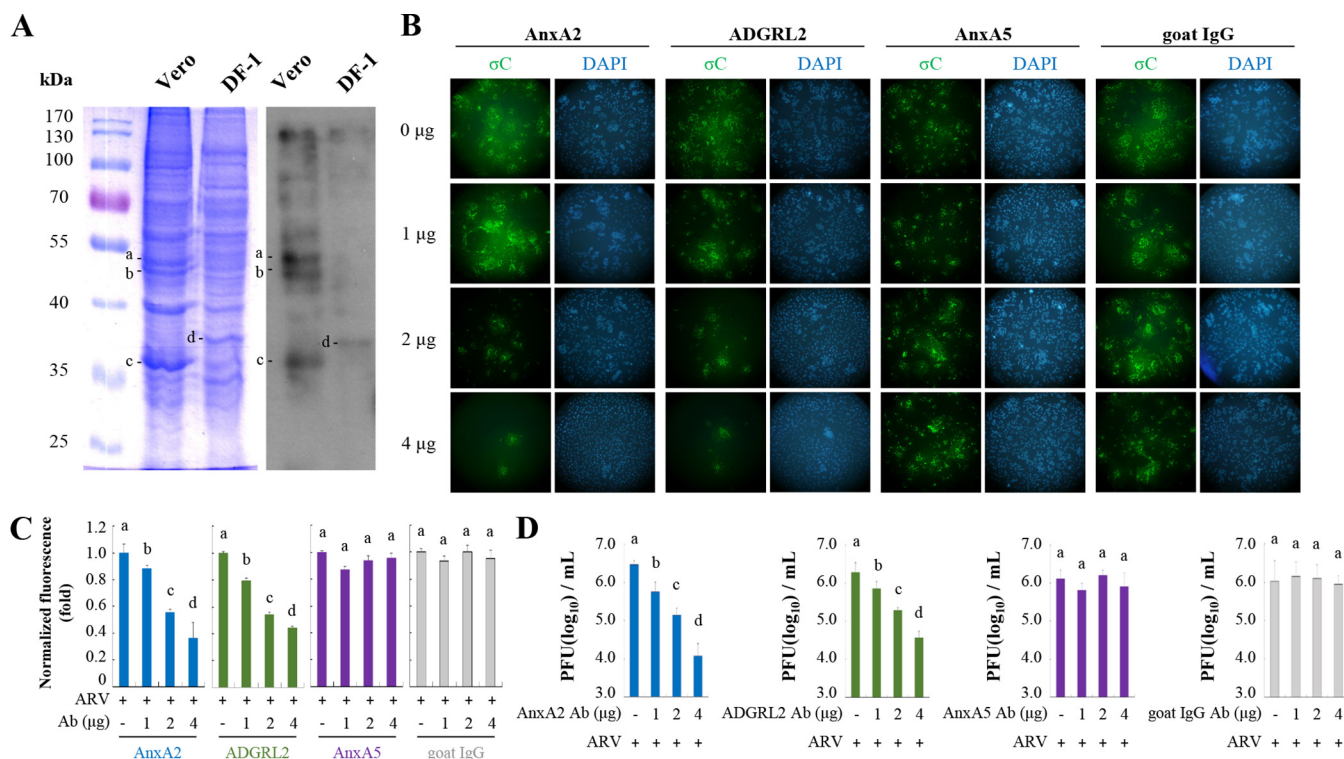 A
kDa
Vero
DF-1
Vero
DF-1
170
130
100
70
55
40
35
25
a
b
c
d
a
b
c
d
B
AnxA2
ADGRL2
AnxA5
goat IgG
σC
DAPI
σC
DAPI
σC
DAPI
σC
DAPI
0 μg
1 μg
2 μg
4 μg
C
Normalized fluorescence
(fold)
1.2
1.0
0.8
0.6
0.4
0.2
0
a b c d
a b c d
a a a a
a a a a
ARV + + + + + + + + + + + + + + + +
Ab (μg) - 1 2 4 - 1 2 4 - 1 2 4 - 1 2 4
AnxA2
ADGRL2
AnxA5
goat IgG
D
PFU(log10) / mL
7.0
6.0
5.0
4.0
3.0
a b c d
AnxA2 Ab (μg) - 1 2 4
ARV + + + +
PFU(log10) / mL
7.0
6.0
5.0
4.0
3.0
a b c d
ADGRL2 Ab (μg) - 1 2 4
ARV + + + +
PFU(log10) / mL
7.0
6.0
5.0
4.0
3.0
a a a a
AnxA5 Ab (μg) - 1 2 4
ARV + + + +
PFU(log10) / mL
7.0
6.0
5.0
4.0
3.0
a a a a
goat IgG Ab (μg) - 1 2 4
ARV + + + +